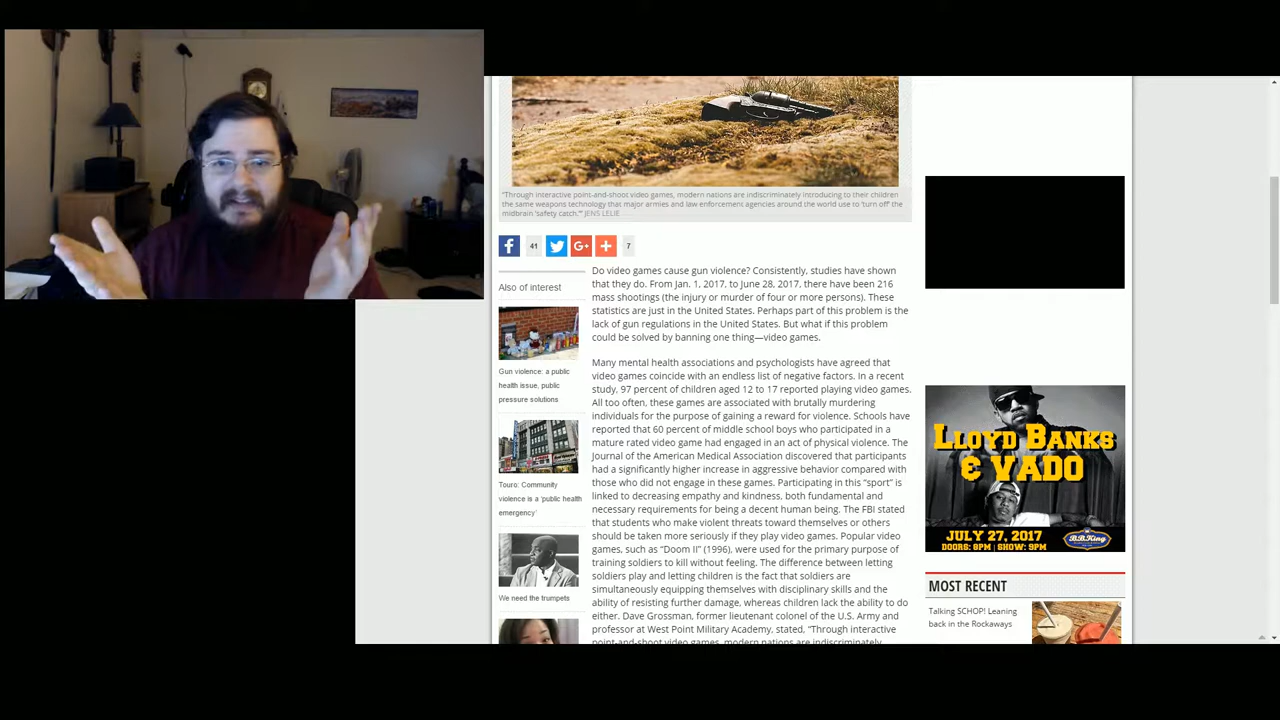 "Through interactive point-and-shoot video games, modern nations are indiscriminately introducing to their children
the same weapons technology that major armies and law enforcement agencies around the world use to 'turn off' the
midbrain 'safety catch.'" JENS LELIE
41
7
Also of interest
Gun violence: a public
health issue, public
pressure solutions
Touro: Community
violence is a 'public health
emergency'
We need the trumpets
Do video games cause gun violence? Consistently, studies have shown
that they do. From Jan. 1, 2017, to June 28, 2017, there have been 216
mass shootings (the injury or murder of four or more persons). These
statistics are just in the United States. Perhaps part of this problem is the
lack of gun regulations in the United States. But what if this problem
could be solved by banning one thing—video games.
Many mental health associations and psychologists have agreed that
video games coincide with an endless list of negative factors. In a recent
study, 97 percent of children aged 12 to 17 reported playing video games.
All too often, these games are associated with brutally murdering
individuals for the purpose of gaining a reward for violence. Schools have
reported that 60 percent of middle school boys who participated in a
mature rated video game had engaged in an act of physical violence. The
Journal of the American Medical Association discovered that participants
had a significantly higher increase in aggressive behavior compared with
those who did not engage in these games. Participating in this “sport” is
linked to decreasing empathy and kindness, both fundamental and
necessary requirements for being a decent human being. The FBI stated
that students who make violent threats toward themselves or others
should be taken more seriously if they play video games. Popular video
games, such as “Doom II” (1996), were used for the primary purpose of
training soldiers to kill without feeling. The difference between letting
soldiers play and letting children is the fact that soldiers are
simultaneously equipping themselves with disciplinary skills and the
ability of resisting further damage, whereas children lack the ability to do
either. Dave Grossman, former lieutenant colonel of the U.S. Army and
professor at West Point Military Academy, stated, “Through interactive
point-and-shoot video games, modern nations are indiscriminately
LLOYD BANKS
& VADO
JULY 27, 2017
DOORS: 8PM | SHOW: 9PM
B.B.King
MOST RECENT
Talking SCHOP! Leaning
back in the Rockaways